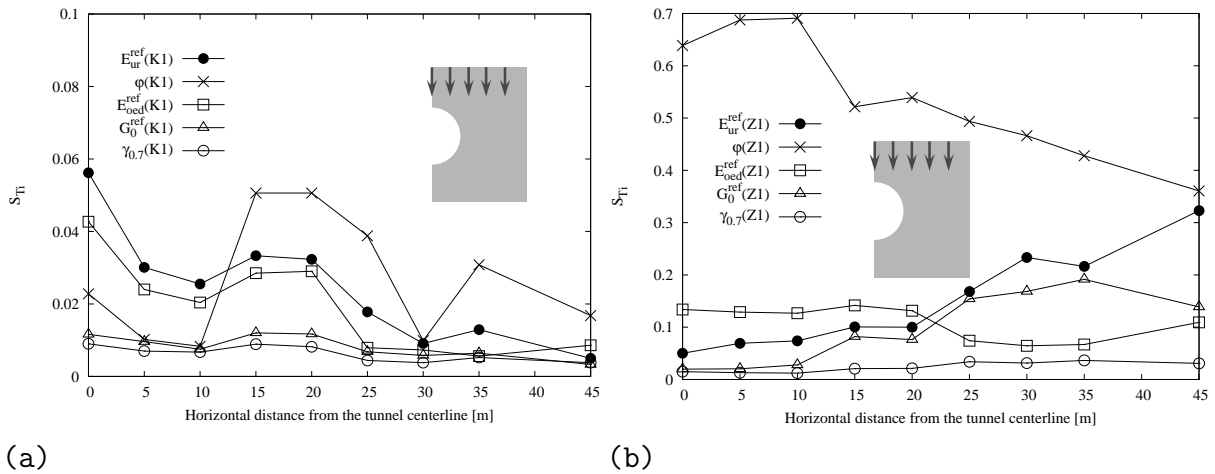 0.1
0.08
0.06
0.04
0.02
0
S_Ti
E_ur^ref(K1)
φ(K1)
E_oed^ref(K1)
G_0^ref(K1)
γ_0.7(K1)
0 5 10 15 20 25 30 35 45
Horizontal distance from the tunnel centerline [m]
(a)
0.7
0.6
0.5
0.4
0.3
0.2
0.1
0
S_Ti
E_ur^ref(Z1)
φ(Z1)
E_oed^ref(Z1)
G_0^ref(Z1)
γ_0.7(Z1)
0 5 10 15 20 25 30 35 45
Horizontal distance from the tunnel centerline [m]
(b)